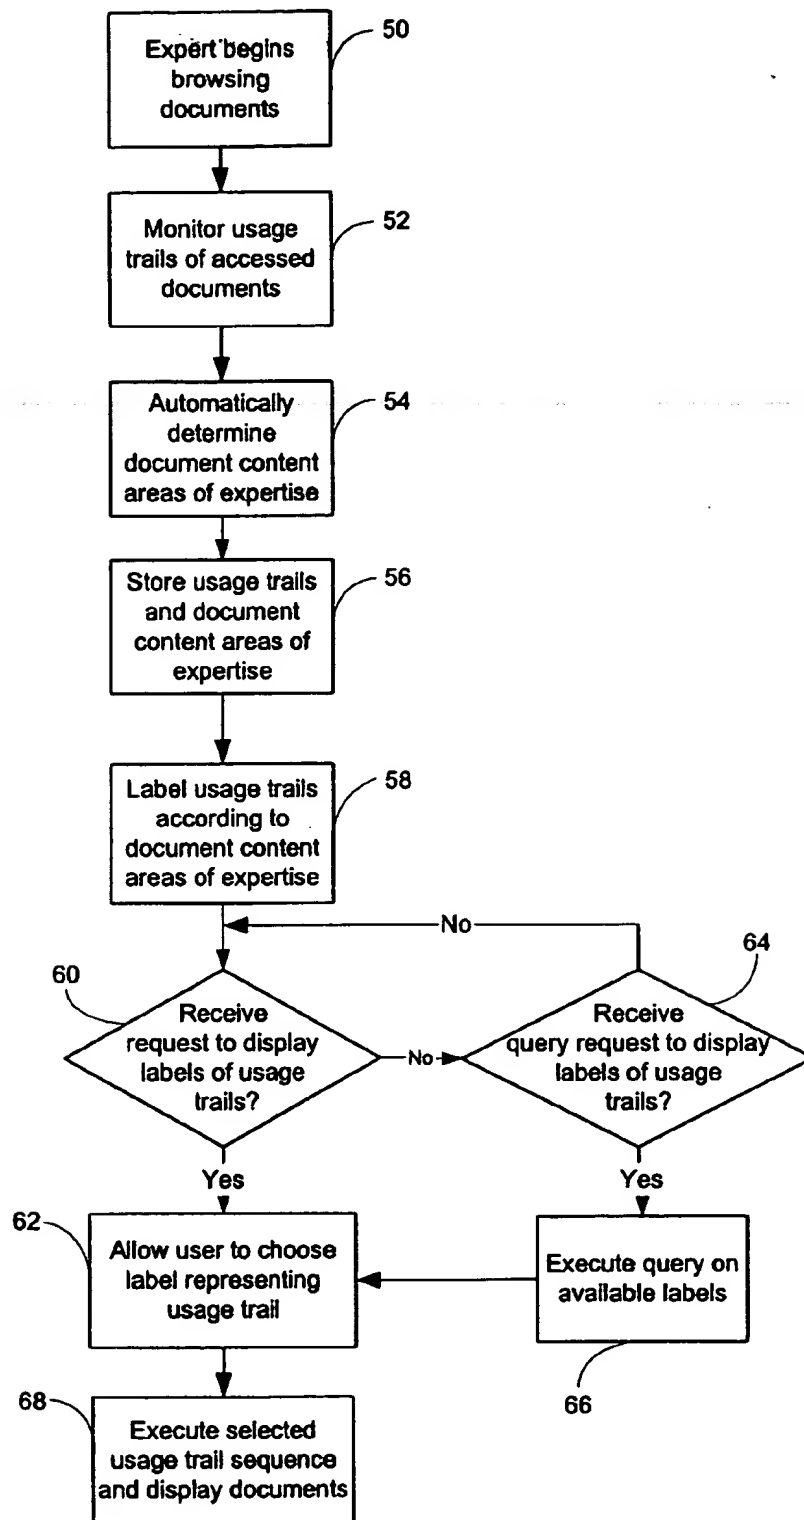 Expert begins
browsing
documents
50
Monitor usage
trails of accessed
documents
52
Automatically
determine
document content
areas of expertise
54
Store usage trails
and document
content areas of
expertise
56
Label usage trails
according to
document content
areas of expertise
58
No
60
Receive
request to display
labels of usage
trails?
No
64
Receive
query request to display
labels of usage
trails?
Yes
Yes
62
Allow user to choose
label representing
usage trail
Execute query on
available labels
66
68
Execute selected
usage trail sequence
and display documents